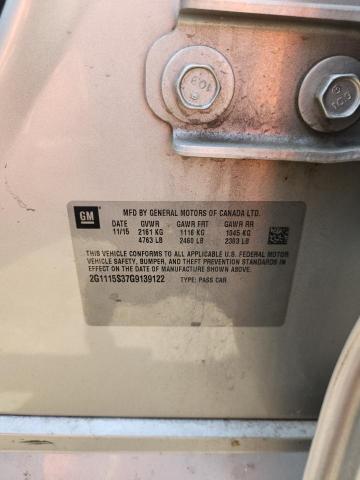 GM
MFD BY GENERAL MOTORS OF CANADA LTD.
DATE GVWR GAWR FRT GAWR RR
11/15 2161 KG 1116 KG 1045 KG
4763 LB 2460 LB 2303 LB
THIS VEHICLE CONFORMS TO ALL APPLICABLE U.S. FEDERAL MOTOR
VEHICLE SAFETY, BUMPER, AND THEFT PREVENTION STANDARDS IN
EFFECT ON THE DATE OF MANUFACTURE SHOWN ABOVE.
2G1115S37G9139122 TYPE: PASS CAR
10.9